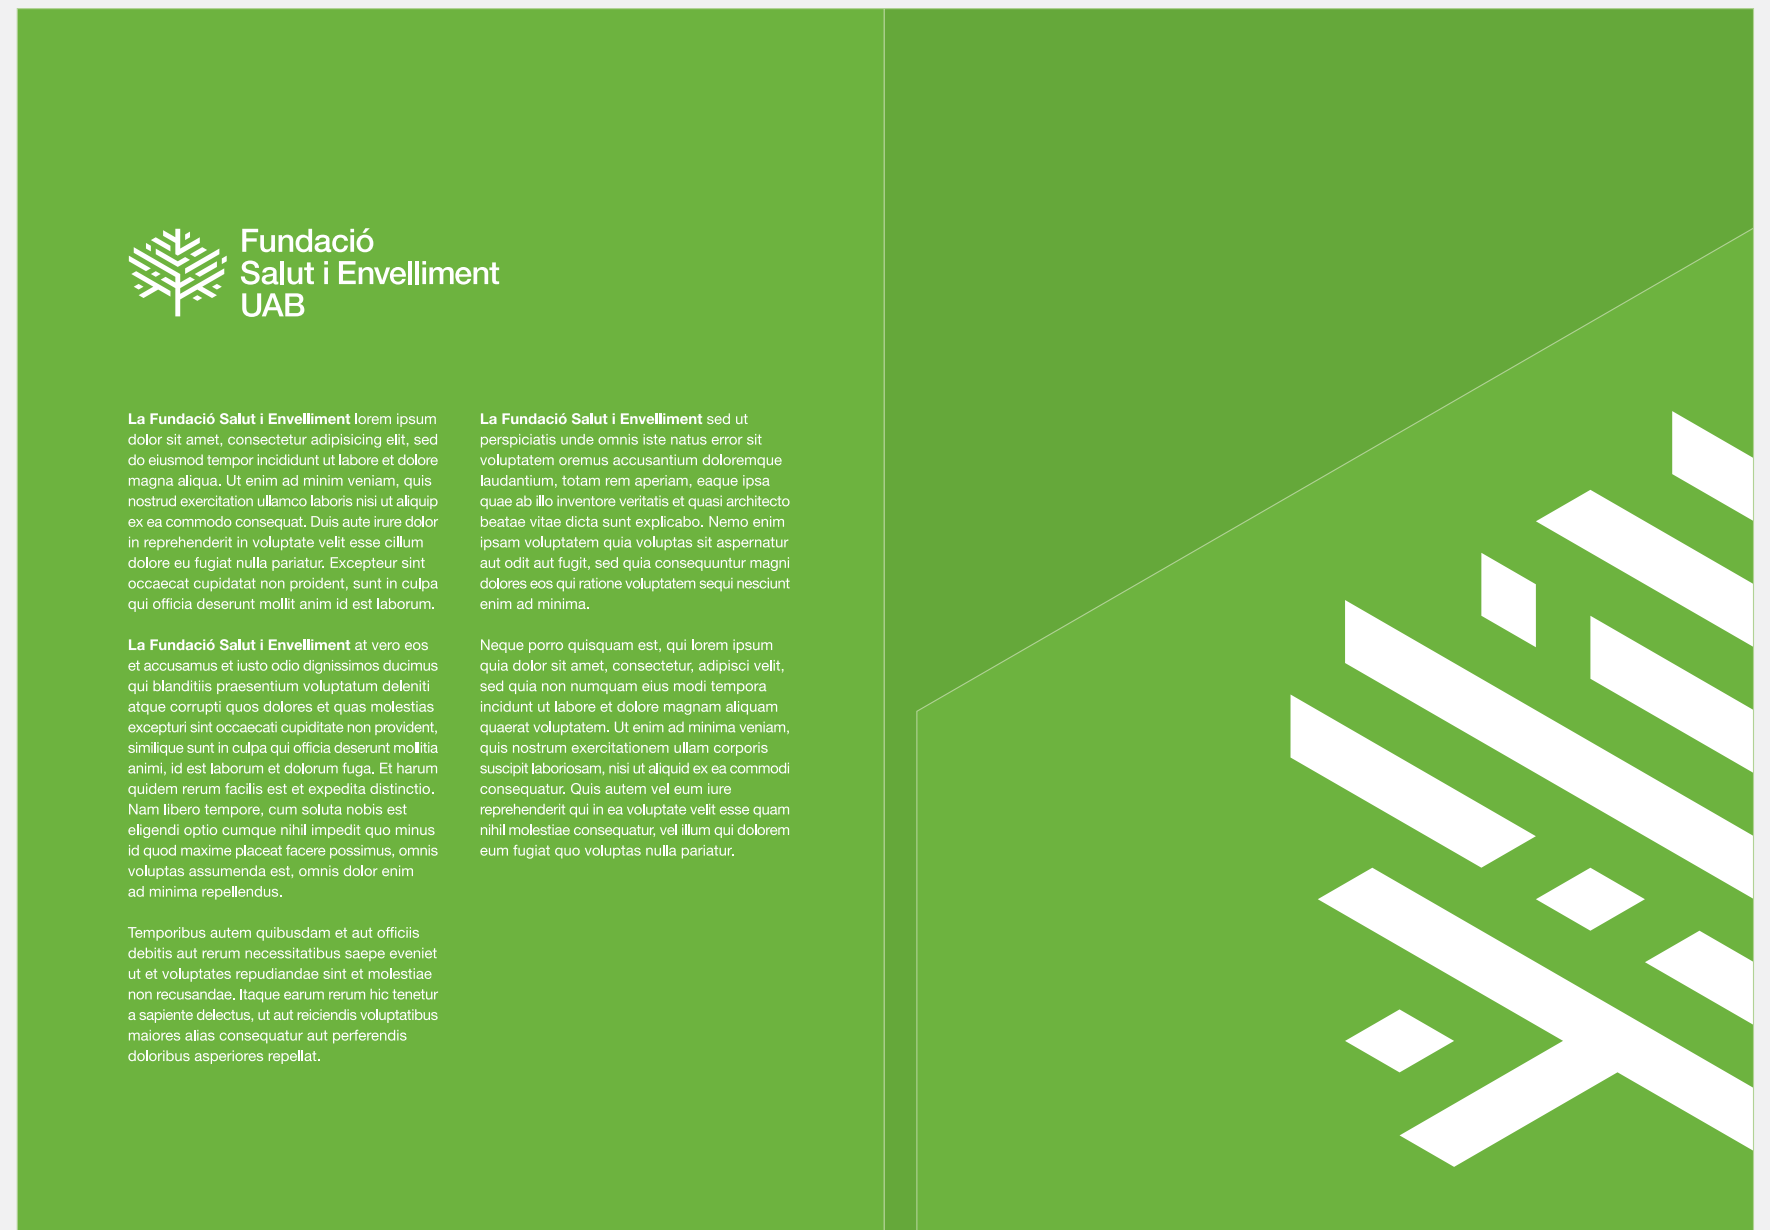 Fundació
Salut i Envelliment
UAB
La Fundació Salut i Envelliment lorem ipsum
dolor sit amet, consectetur adipisicing elit, sed
do eiusmod tempor incididunt ut labore et dolore
magna aliqua. Ut enim ad minim veniam, quis
nostrud exercitation ullamco laboris nisi ut aliquip
ex ea commodo consequat. Duis aute irure dolor
in reprehenderit in voluptate velit esse cillum
dolore eu fugiat nulla pariatur. Excepteur sint
occaecat cupidatat non proident, sunt in culpa
qui officia deserunt mollit anim id est laborum.
La Fundació Salut i Envelliment at vero eos
et accusamus et iusto odio dignissimos ducimus
qui blanditiis praesentium voluptatum deleniti
atque corrupti quos dolores et quas molestias
excepturi sint occaecati cupiditate non provident,
similique sunt in culpa qui officia deserunt mollitia
animi, id est laborum et dolorum fuga. Et harum
quidem rerum facilis est et expedita distinctio.
Nam libero tempore, cum soluta nobis est
eligendi optio cumque nihil impedit quo minus
id quod maxime placeat facere possimus, omnis
voluptas assumenda est, omnis dolor enim
ad minima repellendus.
Temporibus autem quibusdam et aut officiis
debitis aut rerum necessitatibus saepe eveniet
ut et voluptates repudiandae sint et molestiae
non recusandae. Itaque earum rerum hic tenetur
a sapiente delectus, ut aut reiciendis voluptatibus
maiores alias consequatur aut perferendis
doloribus asperiores repellat.
La Fundació Salut i Envelliment sed ut
perspiciatis unde omnis iste natus error sit
voluptatem oremus accusantium doloremque
laudantium, totam rem aperiam, eaque ipsa
quae ab illo inventore veritatis et quasi architecto
beatae vitae dicta sunt explicabo. Nemo enim
ipsam voluptatem quia voluptas sit aspernatur
aut odit aut fugit, sed quia consequuntur magni
dolores eos qui ratione voluptatem sequi nesciunt
enim ad minima.
Neque porro quisquam est, qui lorem ipsum
quia dolor sit amet, consectetur, adipisci velit,
sed quia non numquam eius modi tempora
incidunt ut labore et dolore magnam aliquam
quaerat voluptatem. Ut enim ad minima veniam,
quis nostrum exercitationem ullam corporis
suscipit laboriosam, nisi ut aliquid ex ea commodi
consequatur. Quis autem vel eum iure
reprehenderit qui in ea voluptate velit esse quam
nihil molestiae consequatur, vel illum qui dolorem
eum fugiat quo voluptas nulla pariatur.